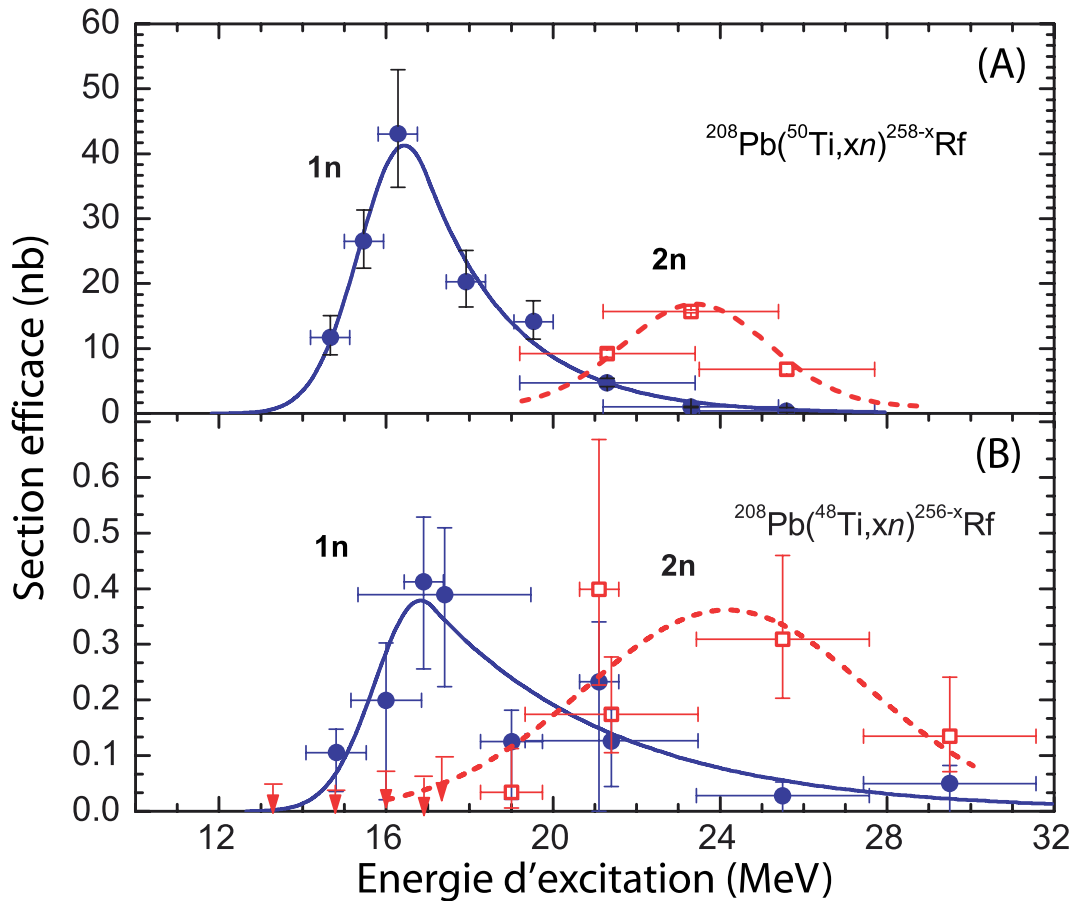 60
50
40
30
20
10
0
(A)
²⁰⁸Pb(⁵⁰Ti,xn)²⁵⁸⁻ˣRf
1n
2n
0.6
0.5
0.4
0.3
0.2
0.1
0.0
(B)
²⁰⁸Pb(⁴⁸Ti,xn)²⁵⁶⁻ˣRf
1n
2n
12 16 20 24 28 32
Section efficace (nb)
Energie d’excitation (MeV)